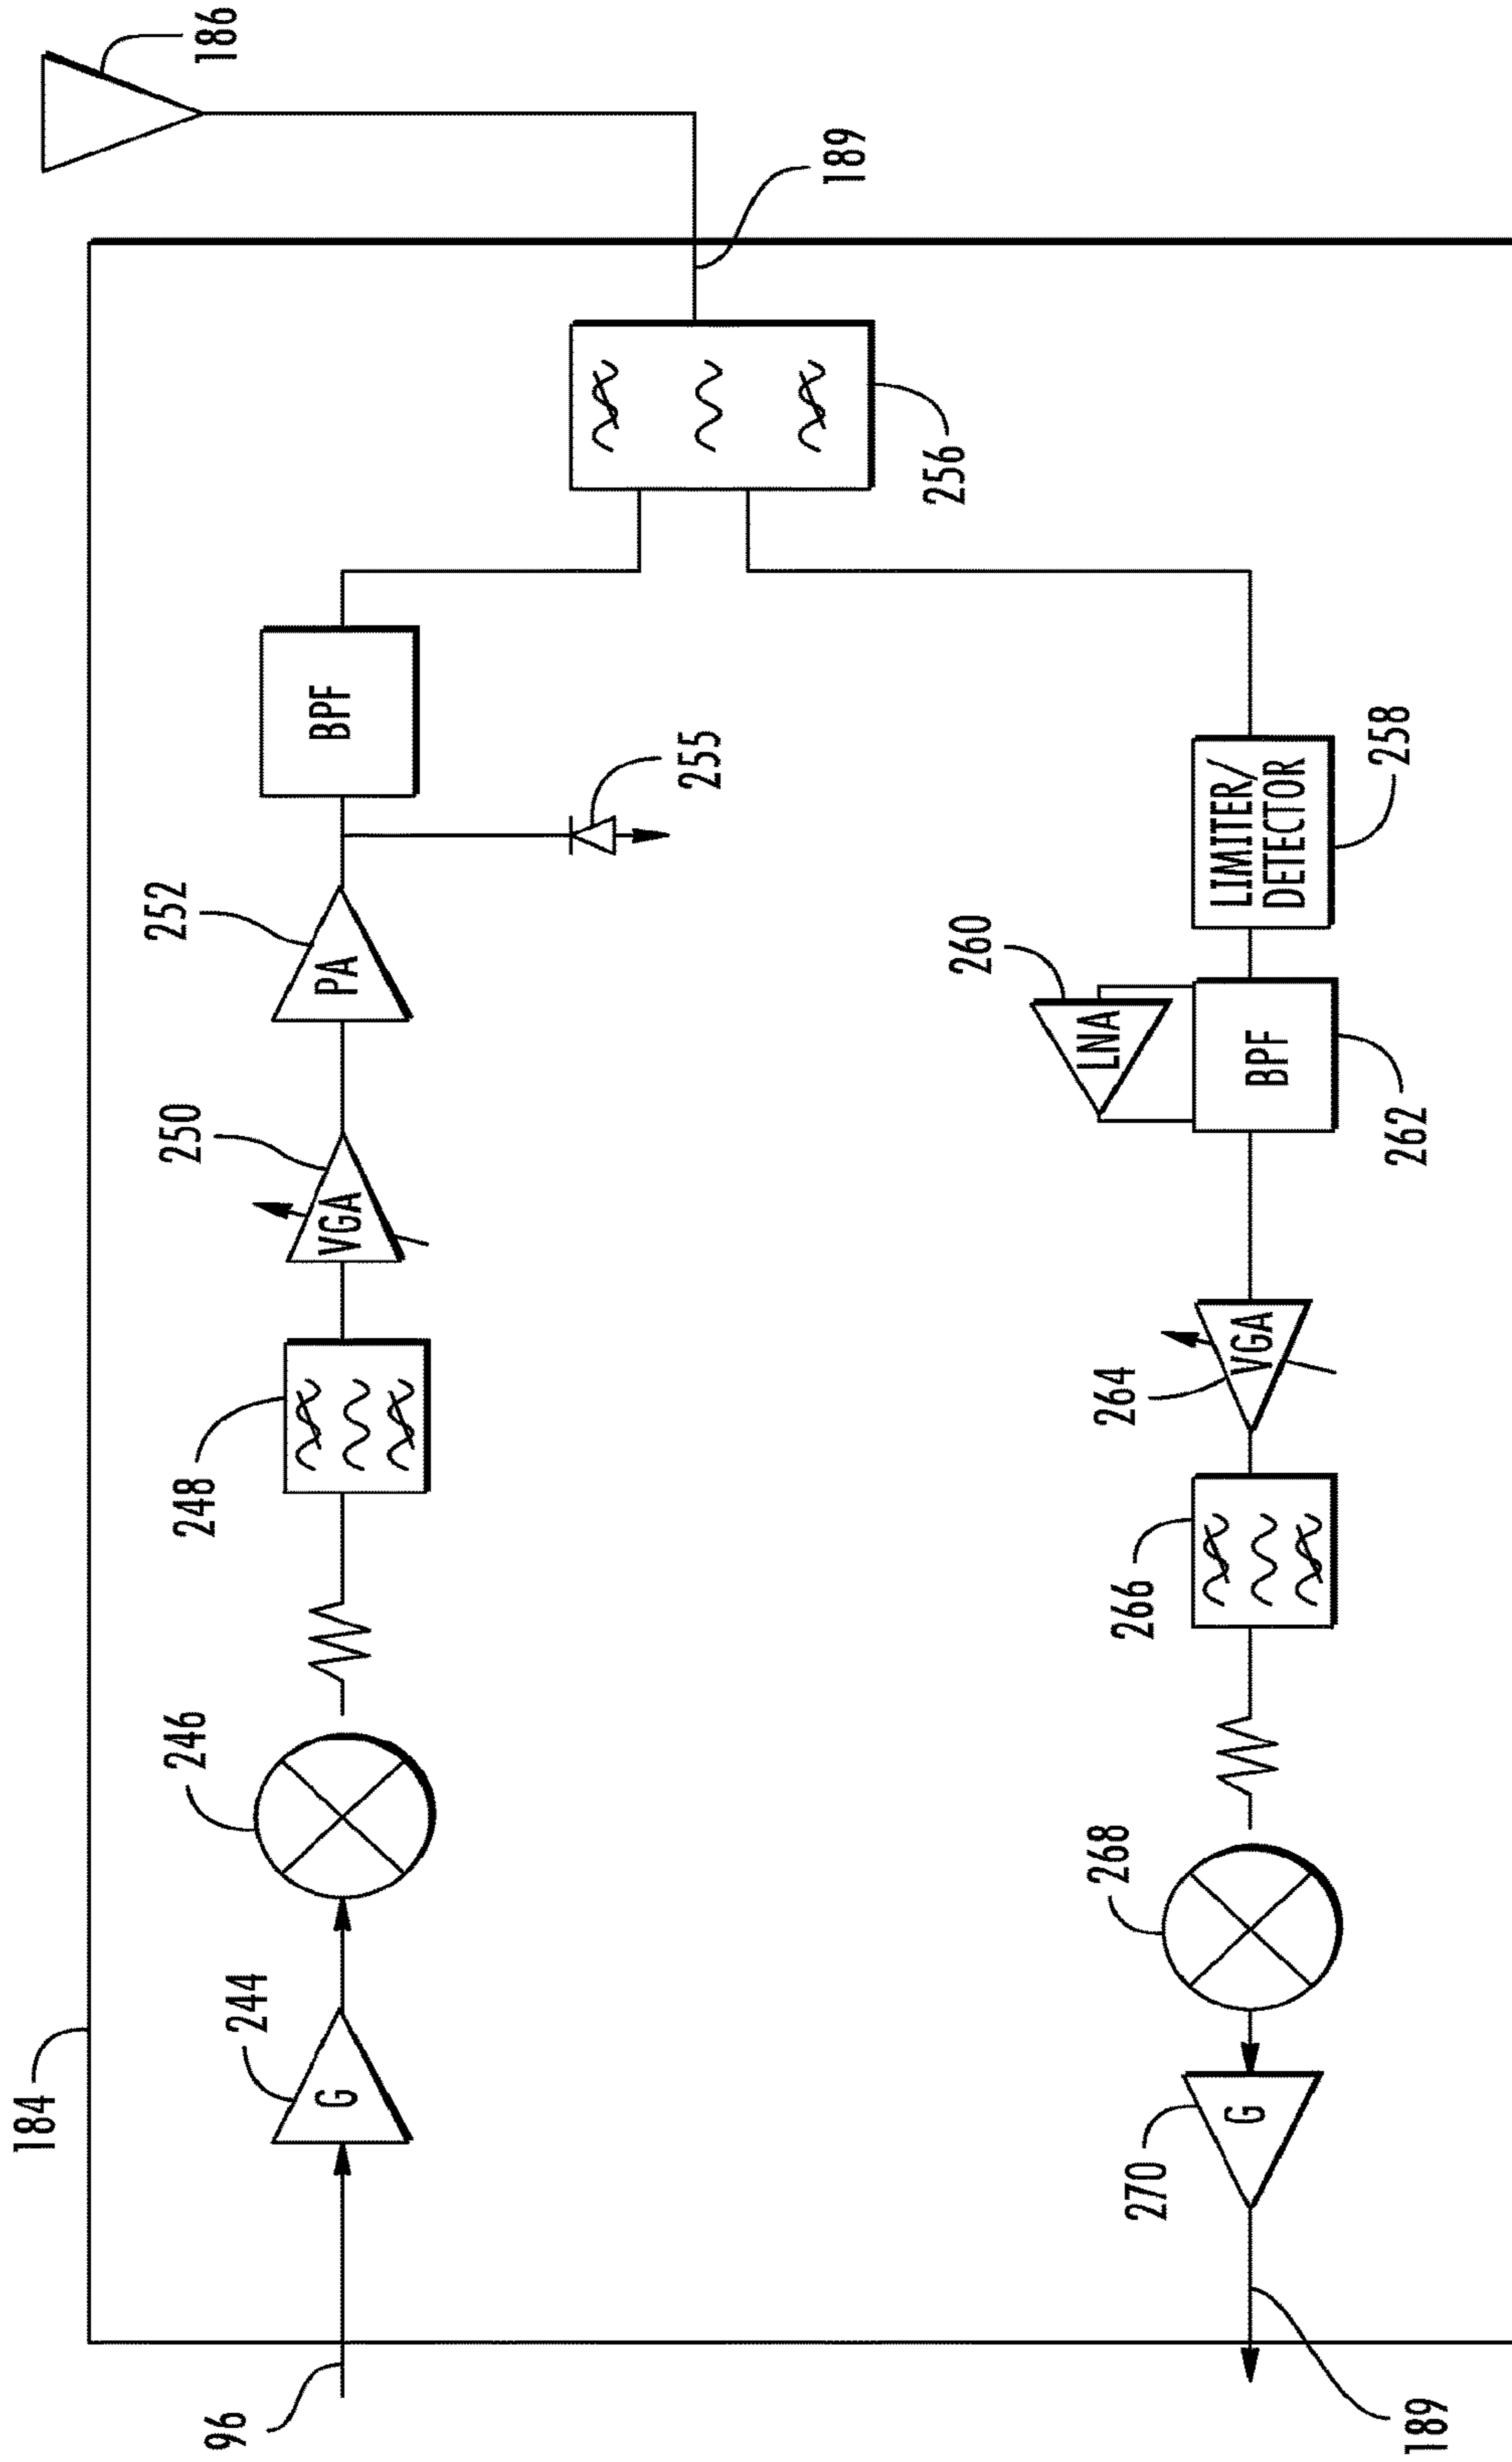 184
96
244
G
246
248
250
VGA
252
PA
255
BPF
186
189
256
258
LIMITER/
DETECTOR
260
LNA
262
BPF
264
VGA
266
268
270
G
189